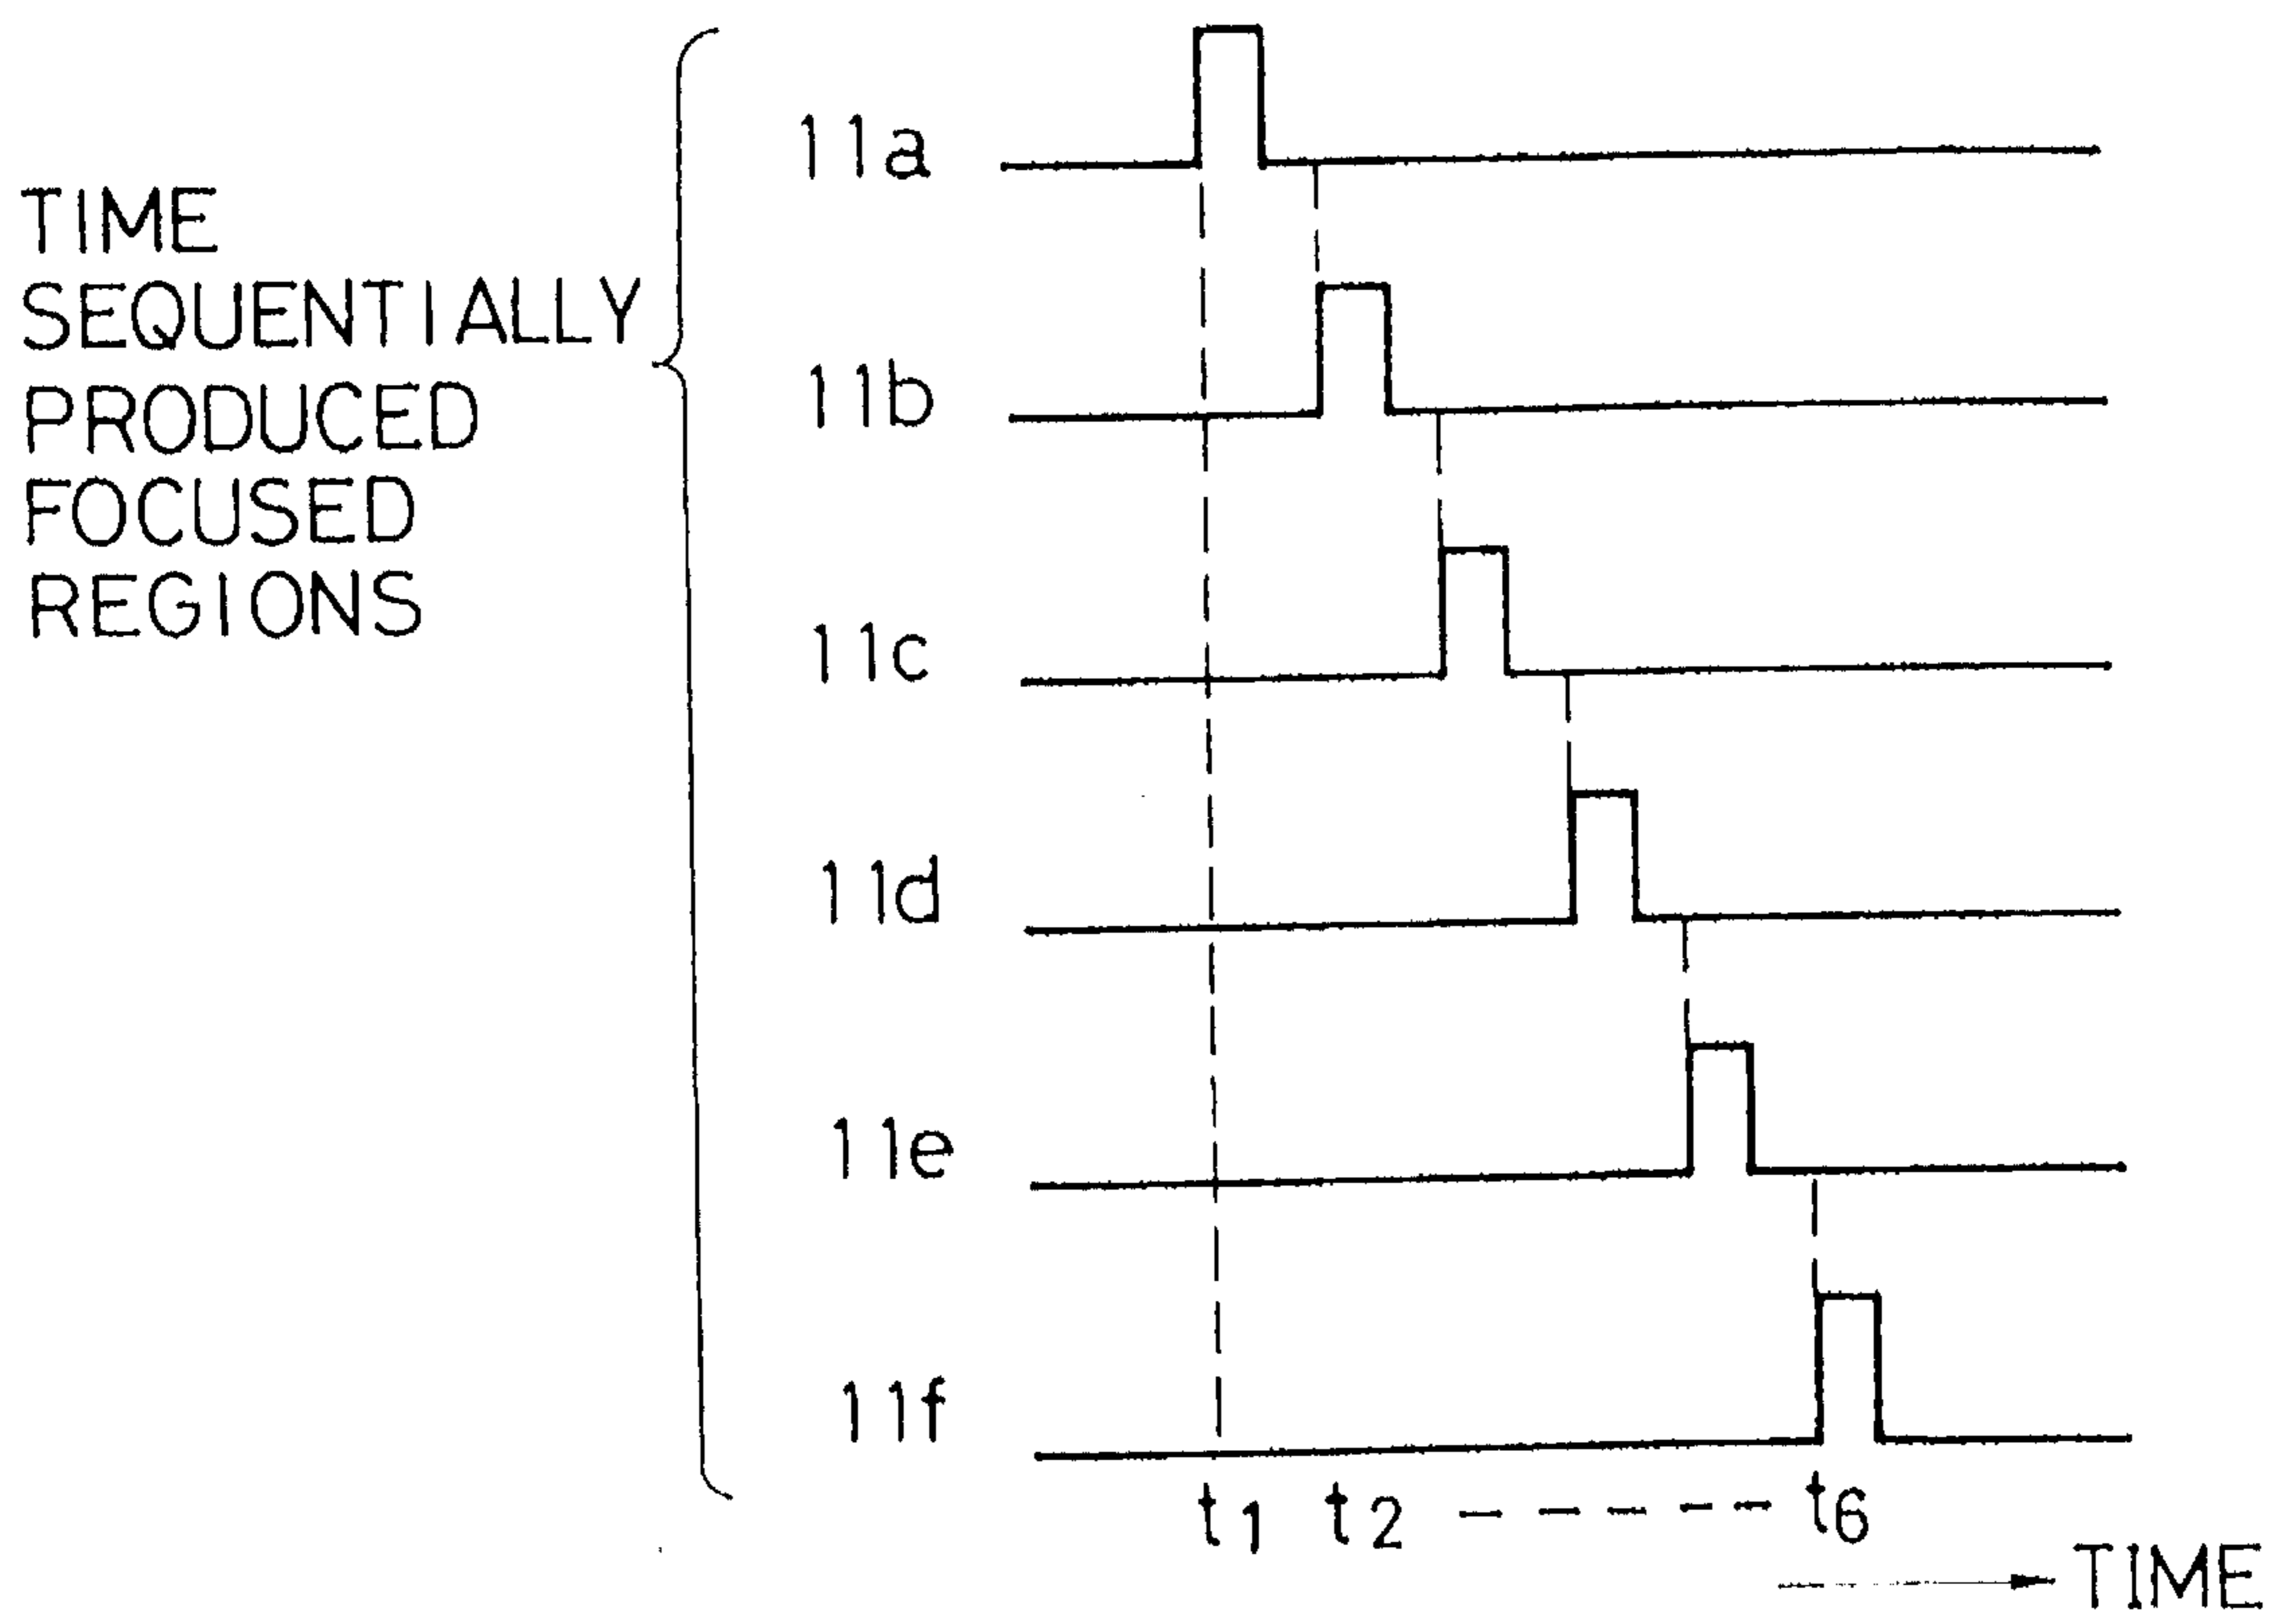 TIME
SEQUENTIALLY
PRODUCED
FOCUSED
REGIONS
11a
11b
11c
11d
11e
11f
t1 t2 ----- t6
TIME